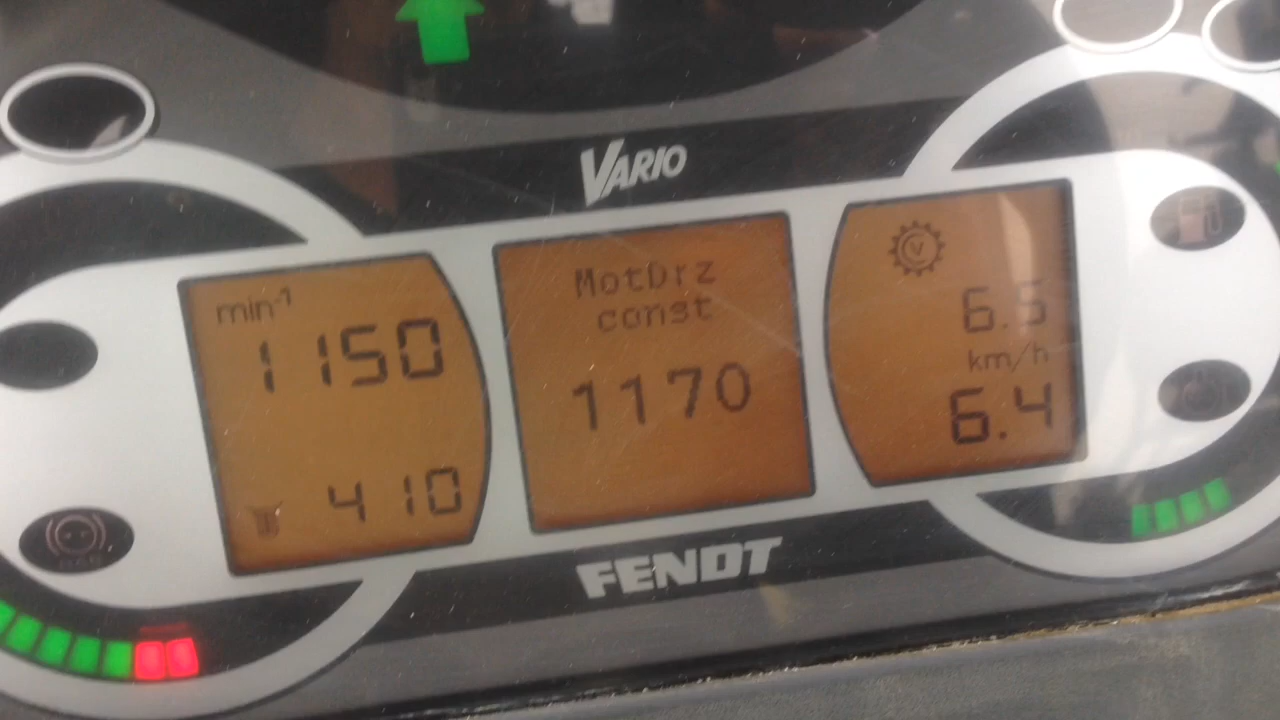 VARIO
min-1
1150
410
MotDrz
const
1170
6.5
km/h
6.4
FENDT